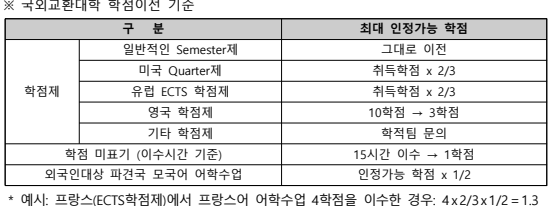 ※ 국외교환대학 학점이전 기준
구 분 최대 인정가능 학점
학점제 일반적인 Semester제 그대로 이전
미국 Quarter제 취득학점 x 2/3
유럽 ECTS 학점제 취득학점 x 2/3
영국 학점제 10학점 → 3학점
기타 학점제 학적팀 문의
학점 미표기 (이수시간 기준) 15시간 이수 → 1학점
외국인대상 파견국 모국어 어학수업 인정가능 학점 x 1/2
* 예시: 프랑스(ECTS학점제)에서 프랑스어 어학수업 4학점을 이수한 경우: 4x2/3x1/2=1.3